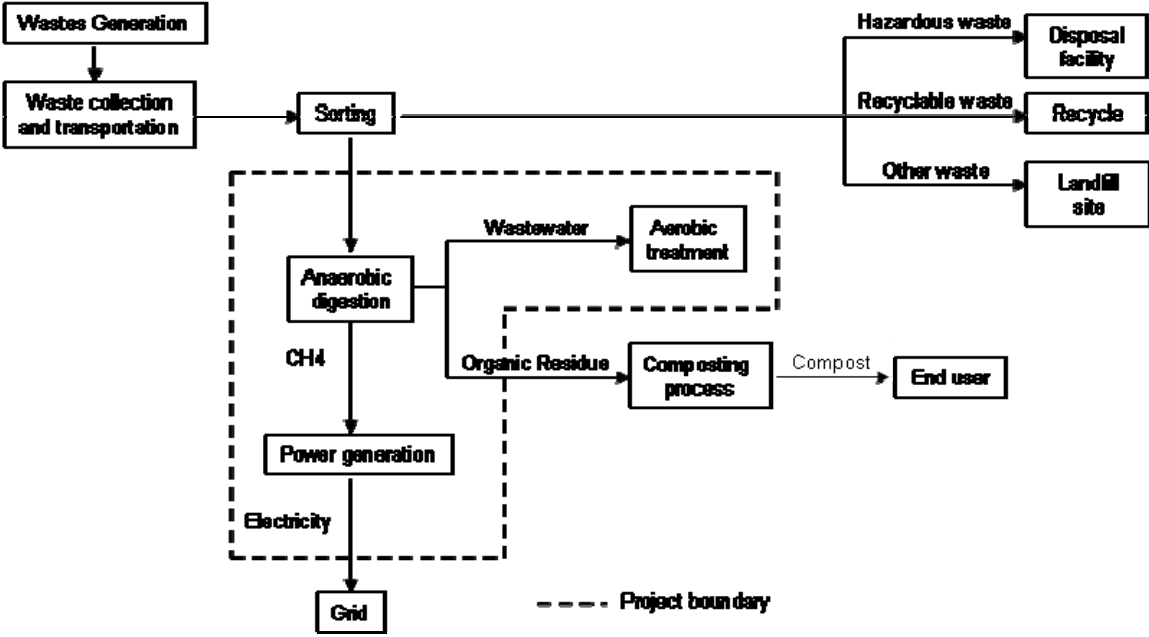 Wastes Generation
Hazardous waste
Disposal
facility
Waste collection
and transportation
Sorting
Recyclable waste
Recycle
Other waste
Landfill
site
Wastewater
Aerobic
treatment
Anaerobic
digestion
CH4
Organic Residue
Composting
process
Compost
End user
Power generation
Electricity
Grid
Project boundary